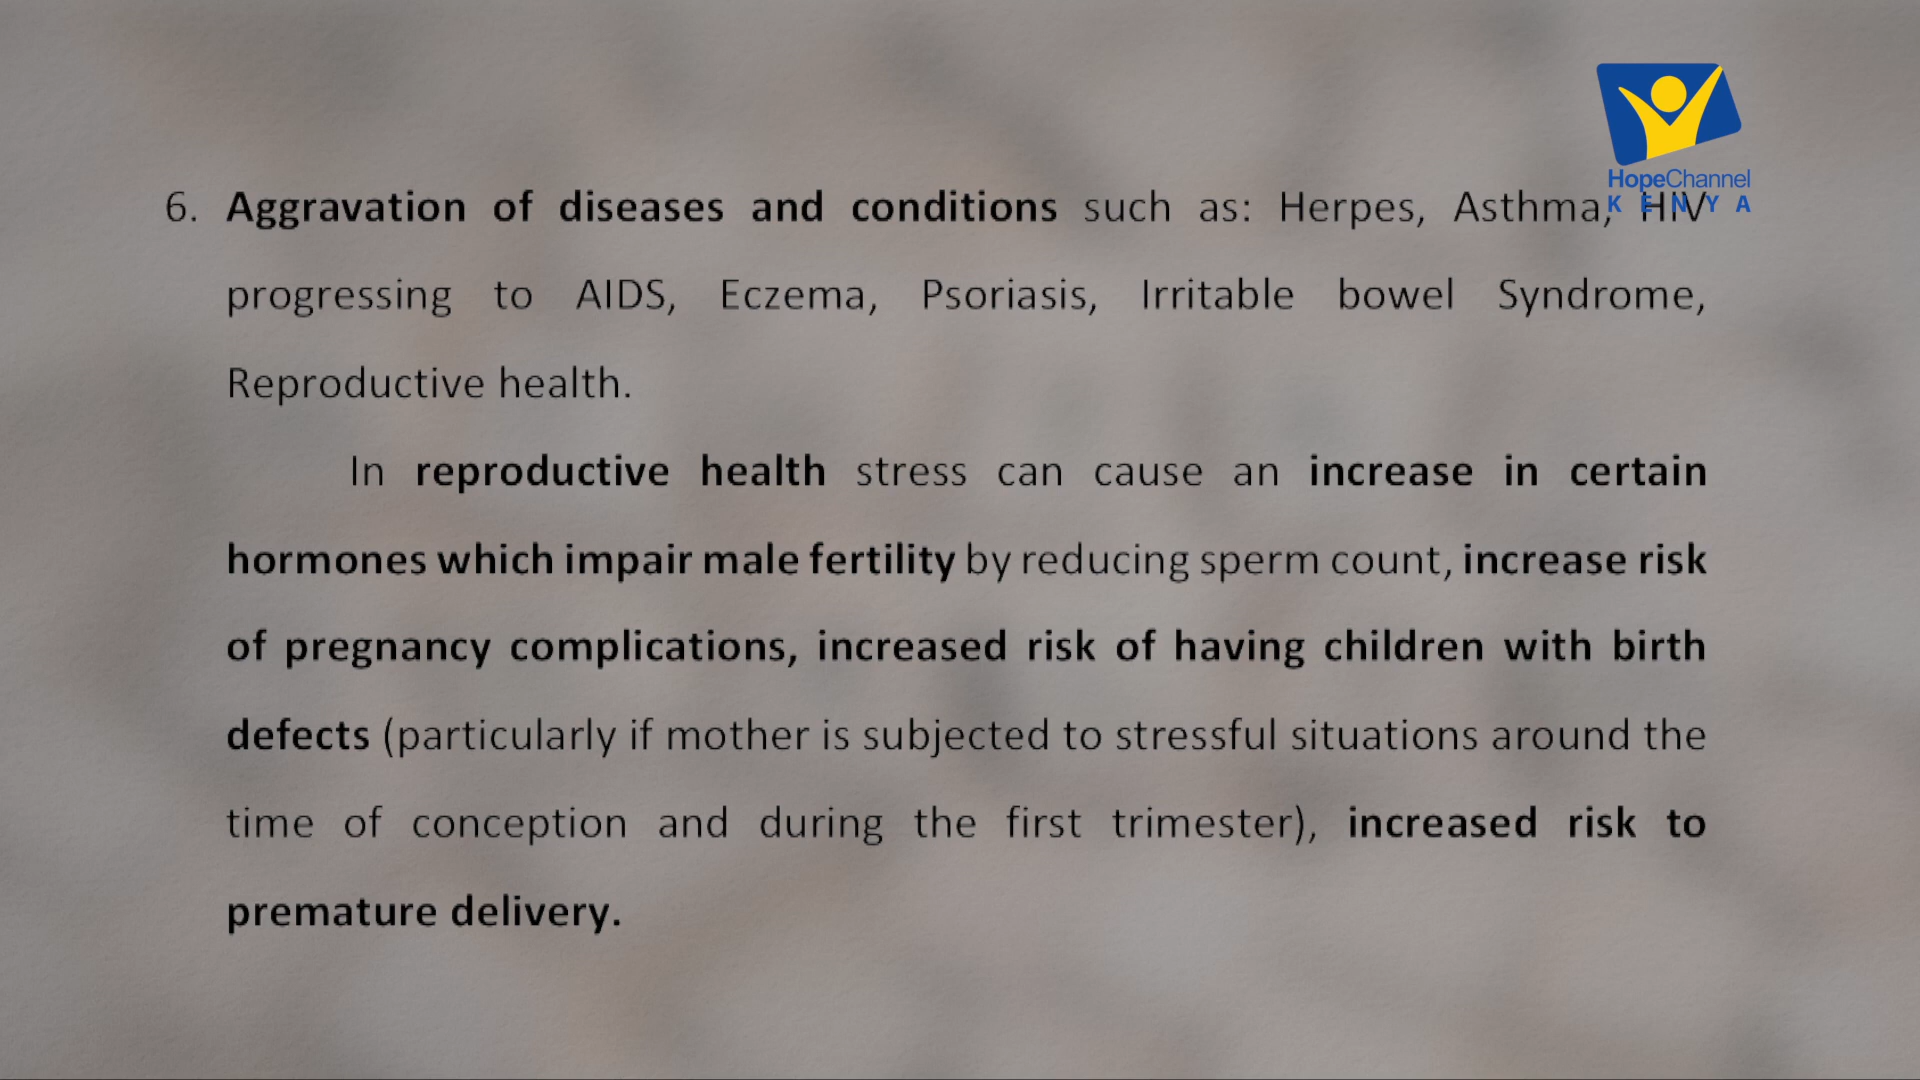 HopeChannel
KENYA
6. Aggravation of diseases and conditions such as: Herpes, Asthma, HIV
progressing to AIDS, Eczema, Psoriasis, Irritable bowel Syndrome,
Reproductive health.
In reproductive health stress can cause an increase in certain
hormones which impair male fertility by reducing sperm count, increase risk
of pregnancy complications, increased risk of having children with birth
defects (particularly if mother is subjected to stressful situations around the
time of conception and during the first trimester), increased risk to
premature delivery.